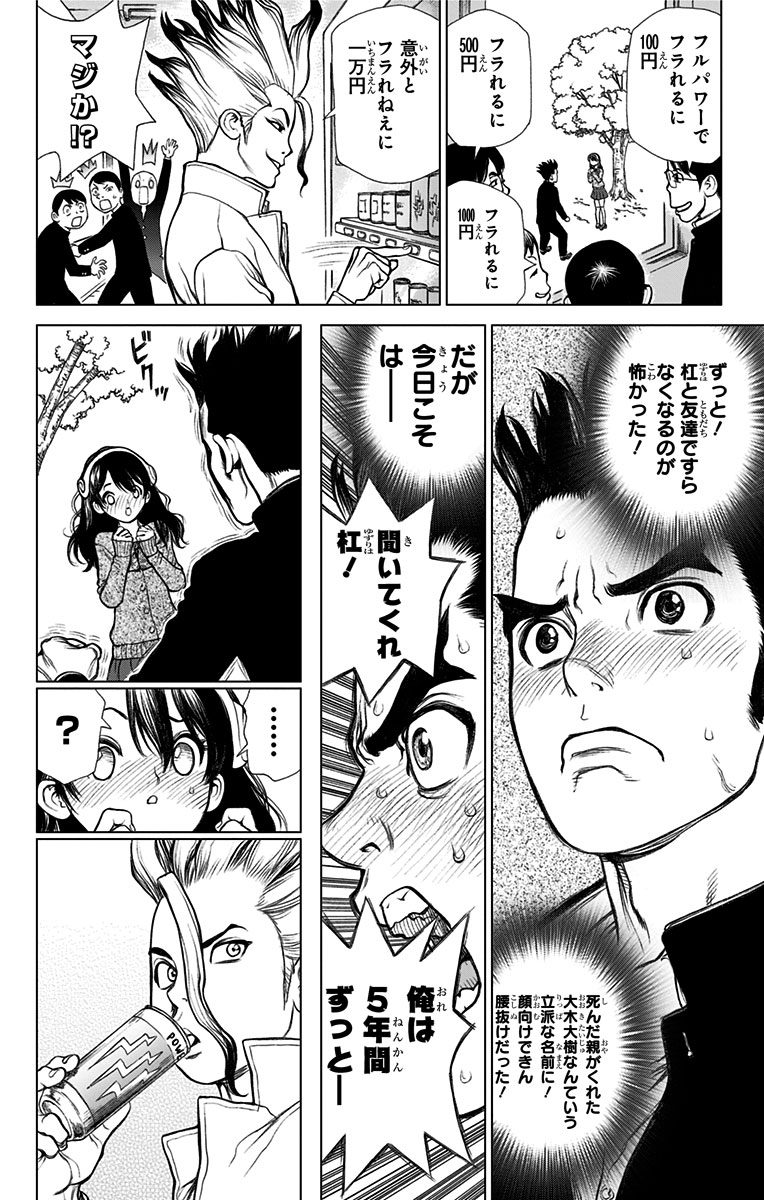 フルパワーで
フラれるに
100円
フラれるに
500円
フラれるに
1000円
意外と
フラれねえに
一万円
マジか!?
ずっと!
杠と友達ですら
なくなるのが
怖かった!
死んだ親がくれた
大木大樹なんていう
立派な名前に!
顔向けできん
腰抜けだった!
だが
今日こそ
は──
聞いてくれ
杠!
俺は
5年間
ずっと─
ビクッ
……
?
POW!